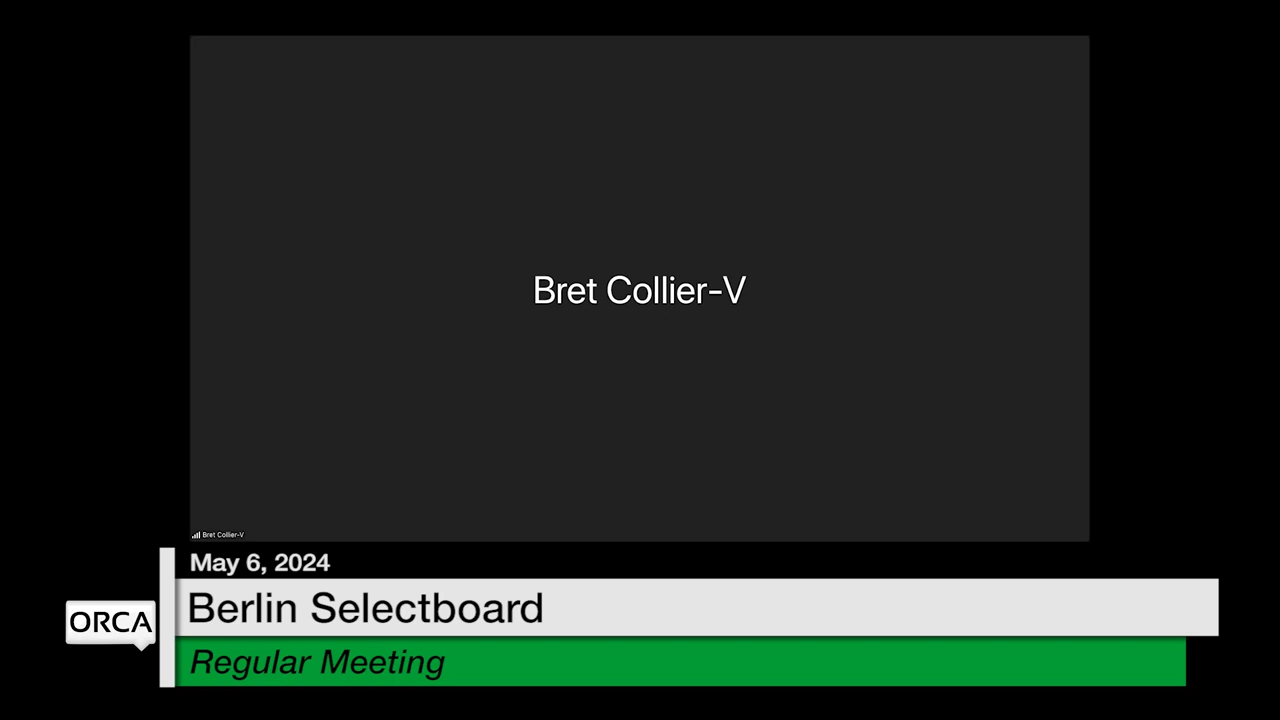 Bret Collier-V
Bret Collier-V
May 6, 2024
Berlin Selectboard
ORCA
Regular Meeting